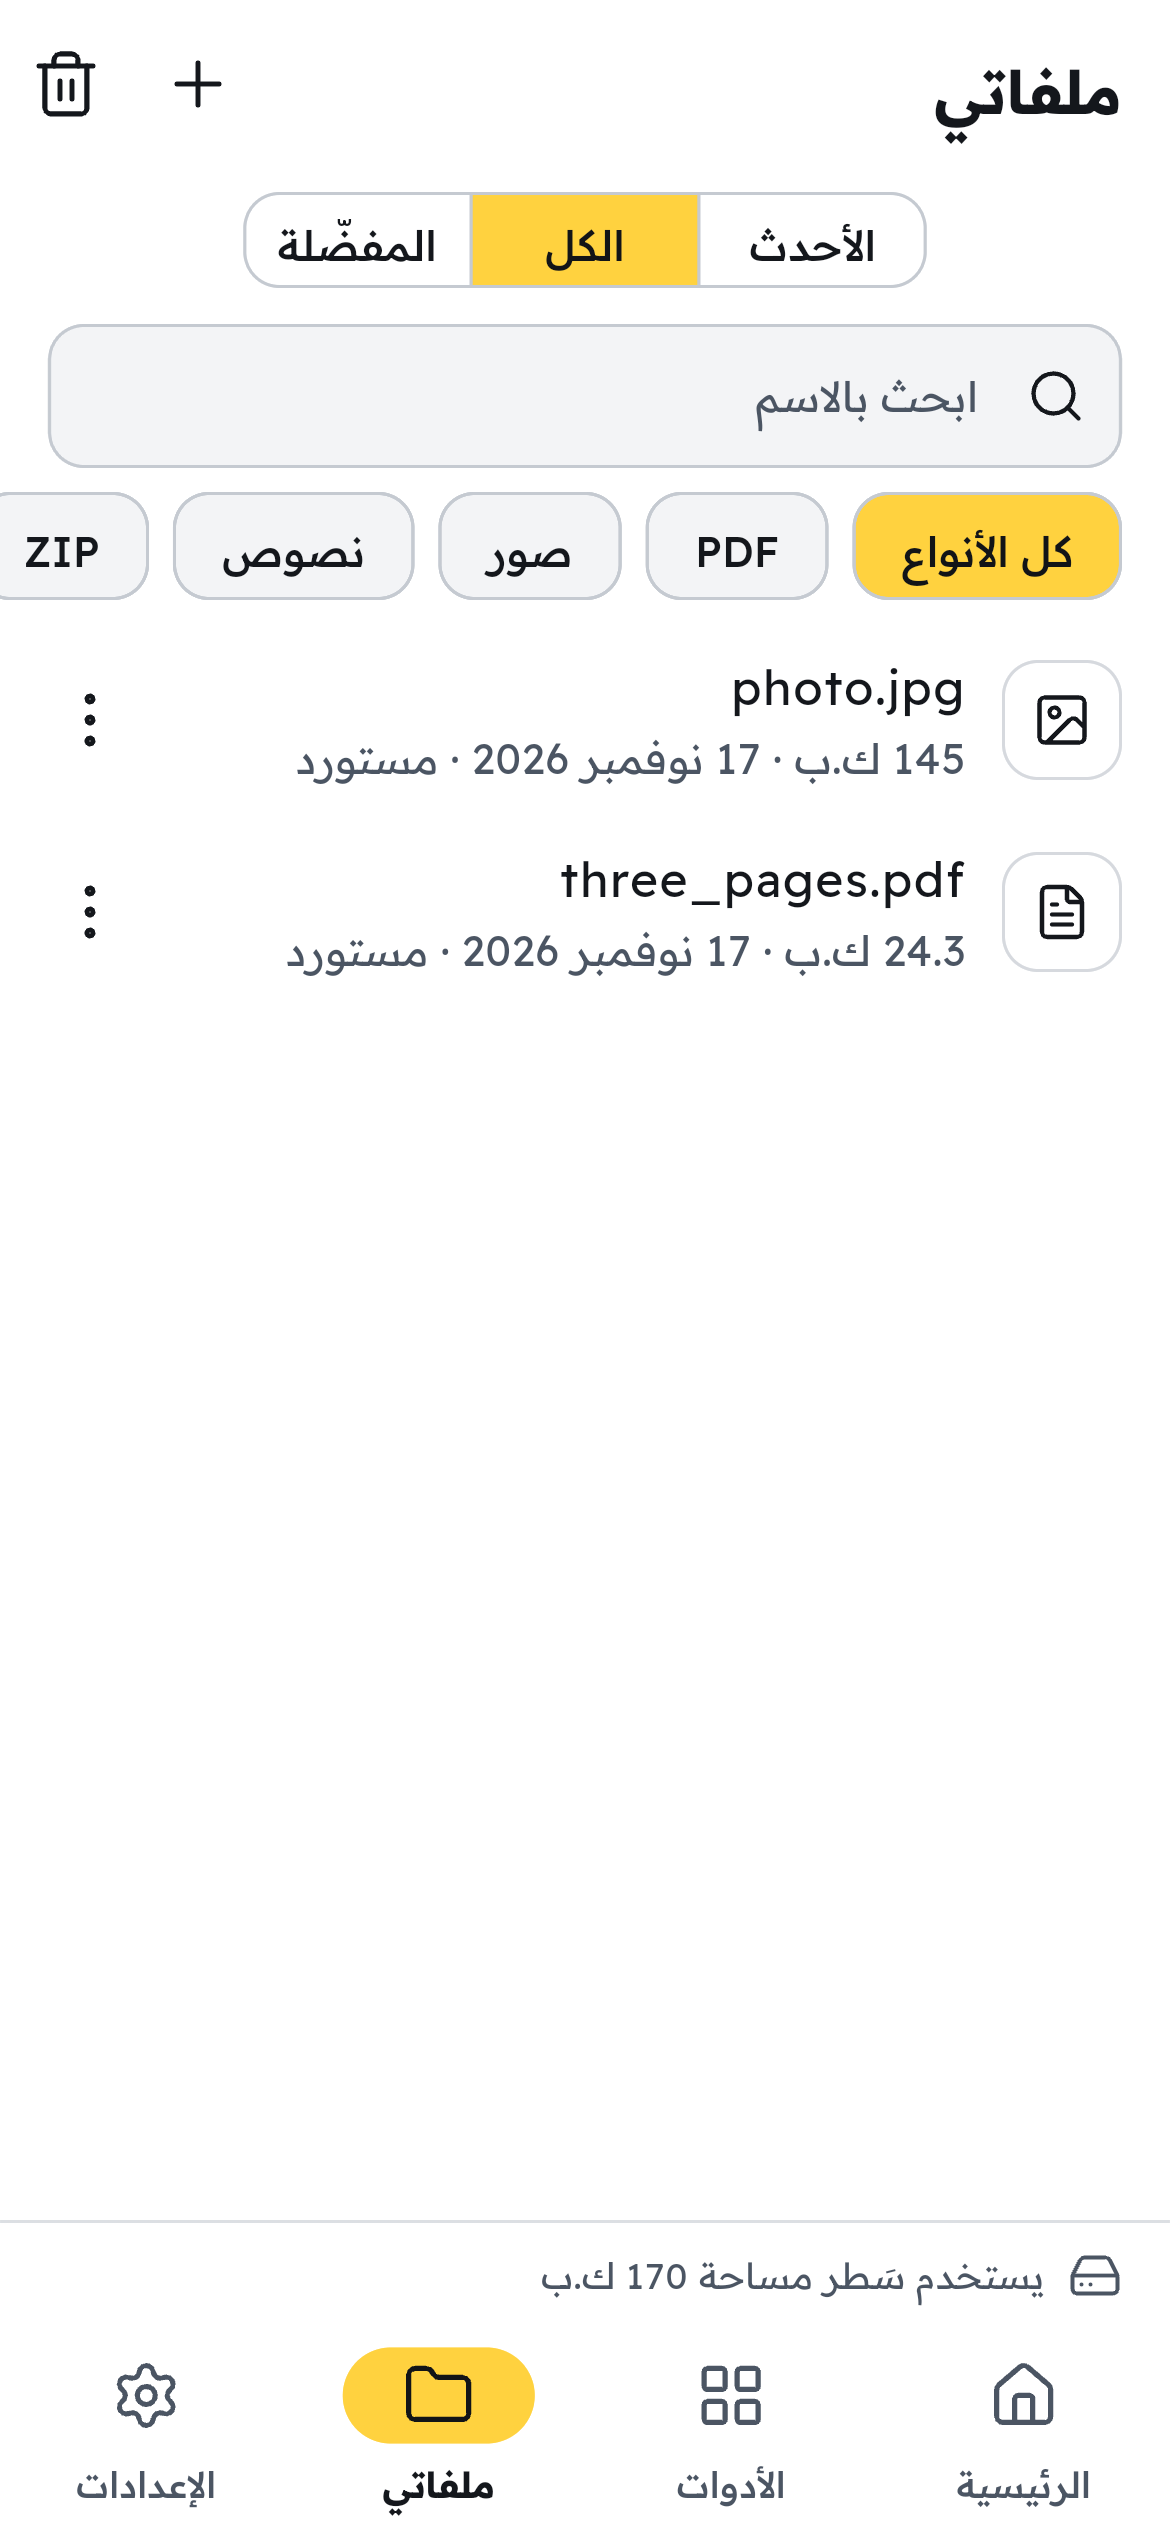 ملفاتي
الأحدث الكل المفضّلة
ابحث بالاسم
كل الأنواع PDF صور نصوص ZIP
photo.jpg
145 ك.ب · 17 نوفمبر 2026 · مستورد
three_pages.pdf
24.3 ك.ب · 17 نوفمبر 2026 · مستورد
يستخدم سَطر مساحة 170 ك.ب
الرئيسية الأدوات ملفاتي الإعدادات